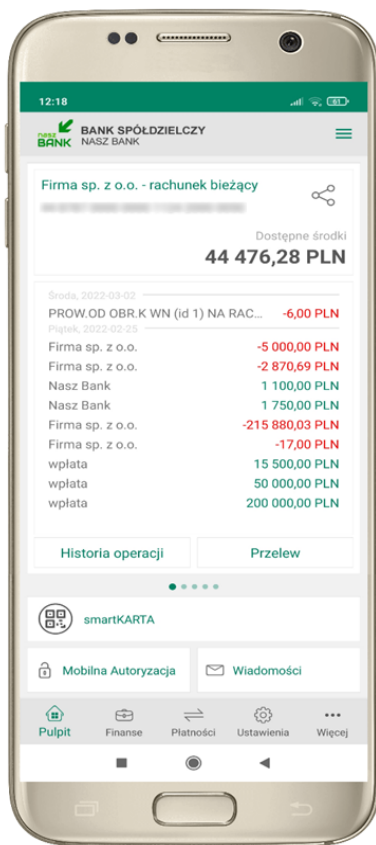 12:18
61
nasz BANK
BANK SPÓŁDZIELCZY
NASZ BANK
Firma sp. z o.o. - rachunek bieżący
Dostępne środki
44 476,28 PLN
Środa, 2022-03-02
PROW.OD OBR.K WN (id 1) NA RAC... -6,00 PLN
Piątek, 2022-02-25
Firma sp. z o.o. -5 000,00 PLN
Firma sp. z o.o. -2 870,69 PLN
Nasz Bank 1 100,00 PLN
Nasz Bank 1 750,00 PLN
Firma sp. z o.o. -215 880,03 PLN
Firma sp. z o.o. -17,00 PLN
wpłata 15 500,00 PLN
wpłata 50 000,00 PLN
wpłata 200 000,00 PLN
Historia operacji Przelew
smartKARTA
Mobilna Autoryzacja Wiadomości
Pulpit Finanse Płatności Ustawienia Więcej